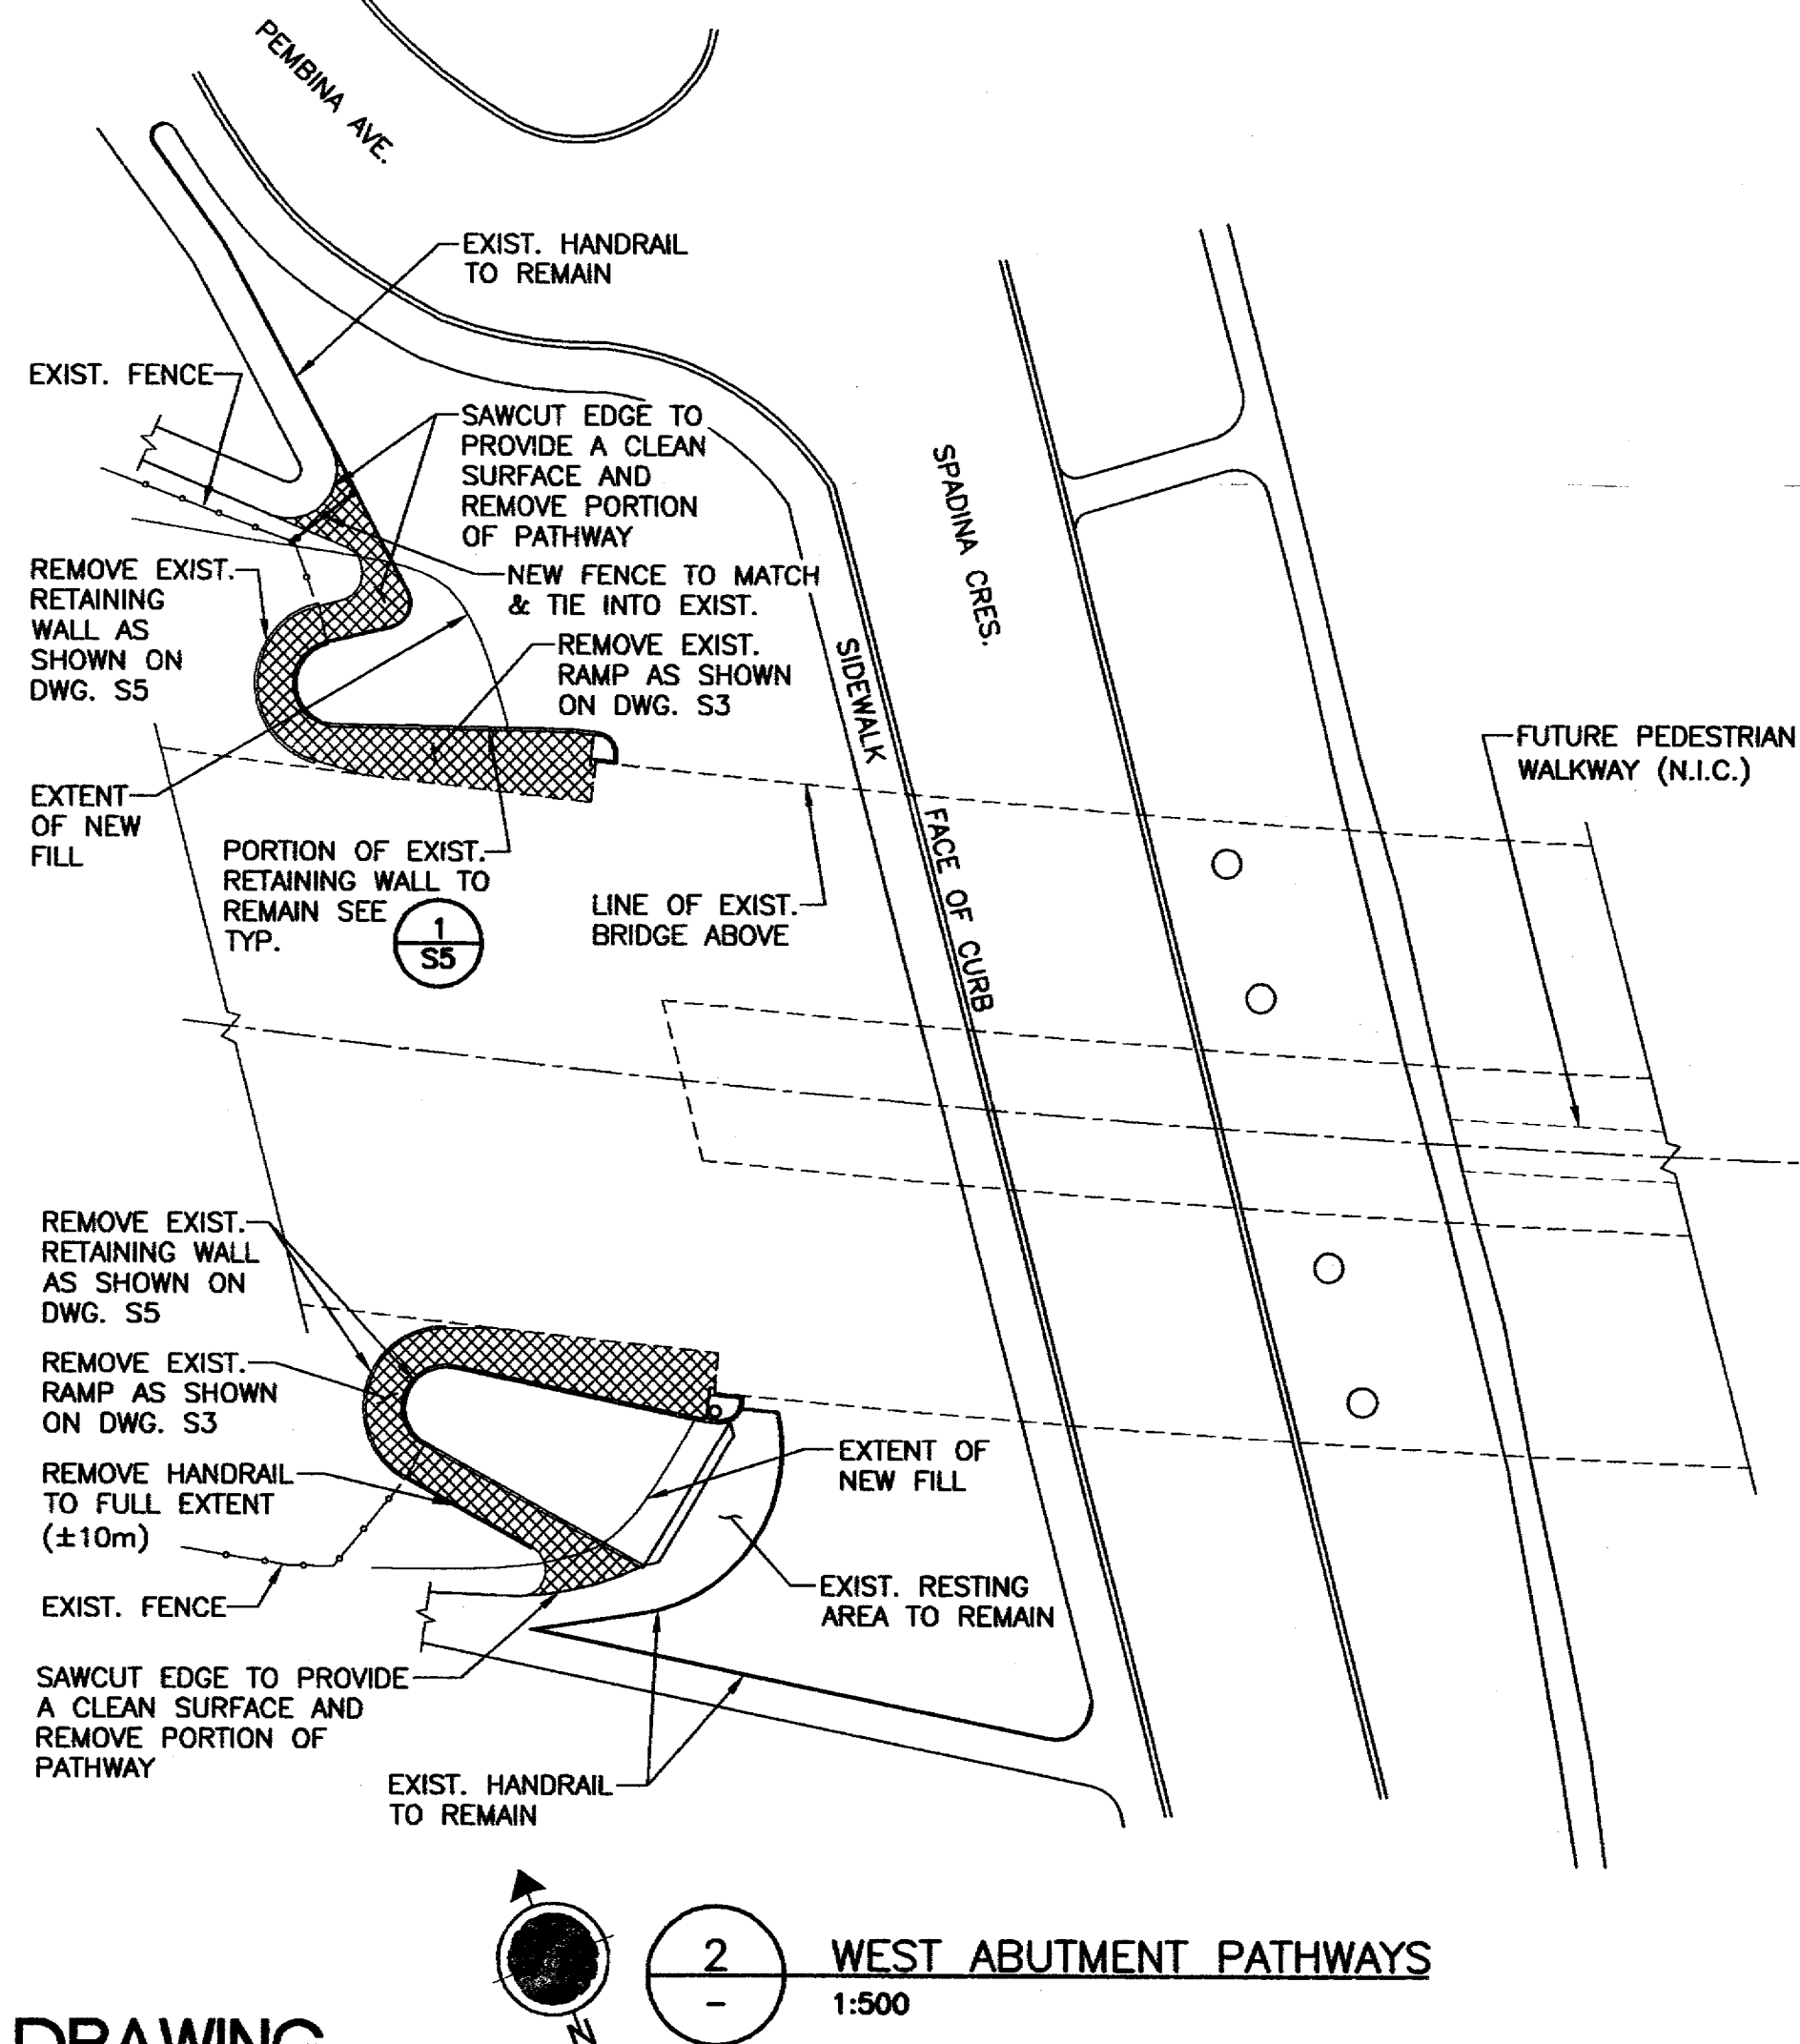 PEMBINA AVE.
EXIST. HANDRAIL
TO REMAIN
EXIST. FENCE
SAWCUT EDGE TO
PROVIDE A CLEAN
SURFACE AND
REMOVE PORTION
OF PATHWAY
SPADINA CRES.
REMOVE EXIST.
RETAINING
WALL AS
SHOWN ON
DWG. S5
NEW FENCE TO MATCH
& TIE INTO EXIST.
REMOVE EXIST.
RAMP AS SHOWN
ON DWG. S3
SIDEWALK
FUTURE PEDESTRIAN
WALKWAY (N.I.C.)
EXTENT
OF NEW
FILL
PORTION OF EXIST.
RETAINING WALL TO
REMAIN SEE
TYP.
1
S5
LINE OF EXIST.
BRIDGE ABOVE
FACE OF CURB
REMOVE EXIST.
RETAINING WALL
AS SHOWN ON
DWG. S5
REMOVE EXIST.
RAMP AS SHOWN
ON DWG. S3
REMOVE HANDRAIL
TO FULL EXTENT
(±10m)
EXIST. FENCE
EXTENT OF
NEW FILL
EXIST. RESTING
AREA TO REMAIN
SAWCUT EDGE TO PROVIDE
A CLEAN SURFACE AND
REMOVE PORTION OF
PATHWAY
EXIST. HANDRAIL
TO REMAIN
N
2
-
WEST ABUTMENT PATHWAYS
1:500
DRAWING